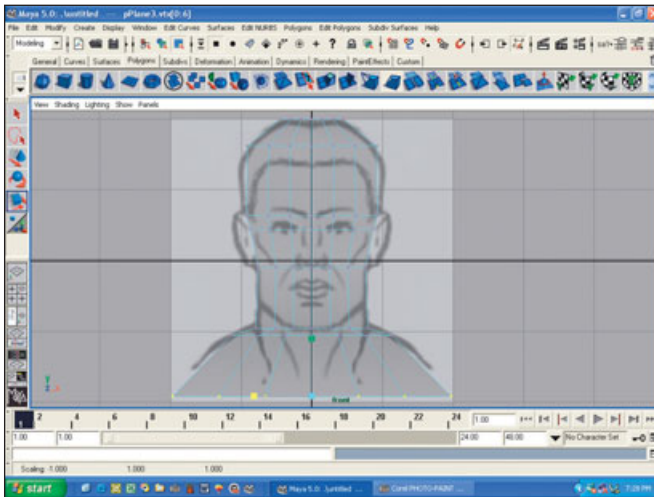 Maya 5.0: .\untitled --- pPlane3.vtx[0:6]
File Edit Modify Create Display Window Edit Curves Surfaces Edit NURBS Polygons Edit Polygons Subdiv Surfaces Help
Modeling sel
General Curves Surfaces Polygons Subdivs Deformation Animation Dynamics Rendering PaintEffects Custom
View Shading Lighting Show Panels
y
front
2 4 6 8 10 12 14 16 18 20 22 24 1.00
1
1.00 1.00 24.00 48.00 No Character Set
Scaling -1.000 1.000 1.000
start Maya 5.0: .\untitled ... Corel PHOTO-PAINT ... 7:28 PM